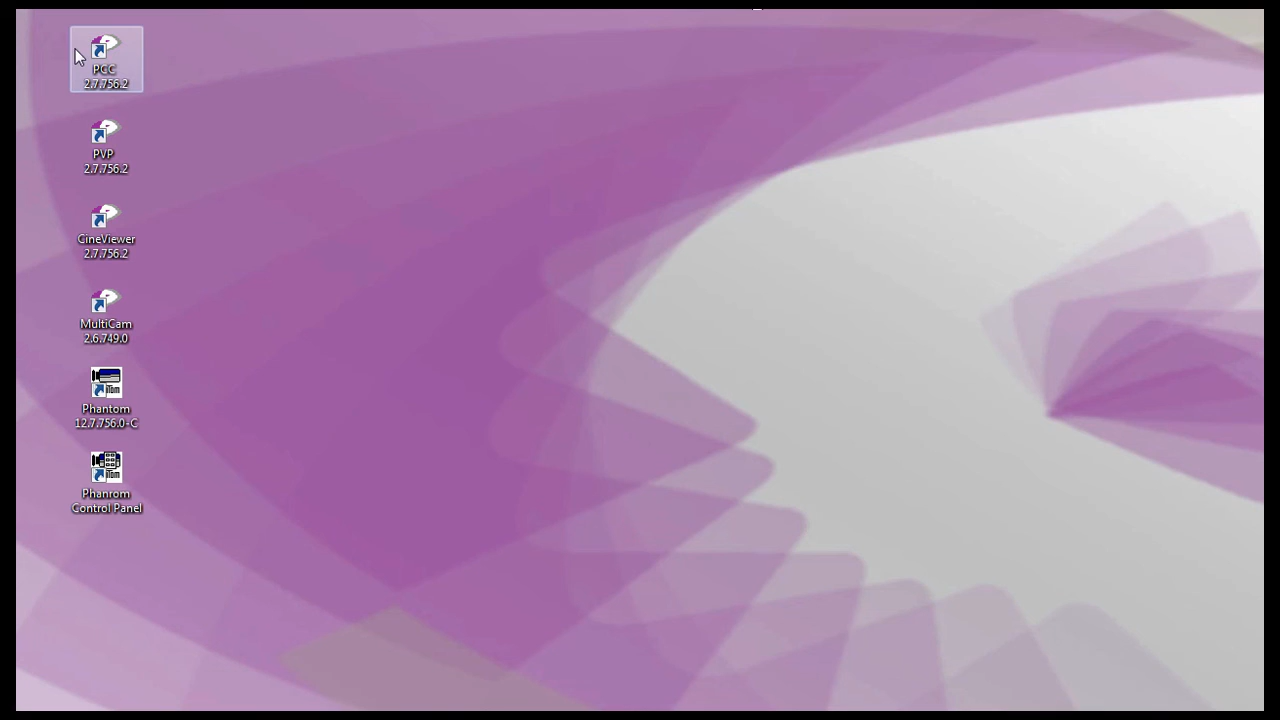 PCC
2.7.756.2
PVP
2.7.756.2
CineViewer
2.7.756.2
MultiCam
2.6.749.0
Phantom
12.7.756.0-C
Phanrom
Control Panel